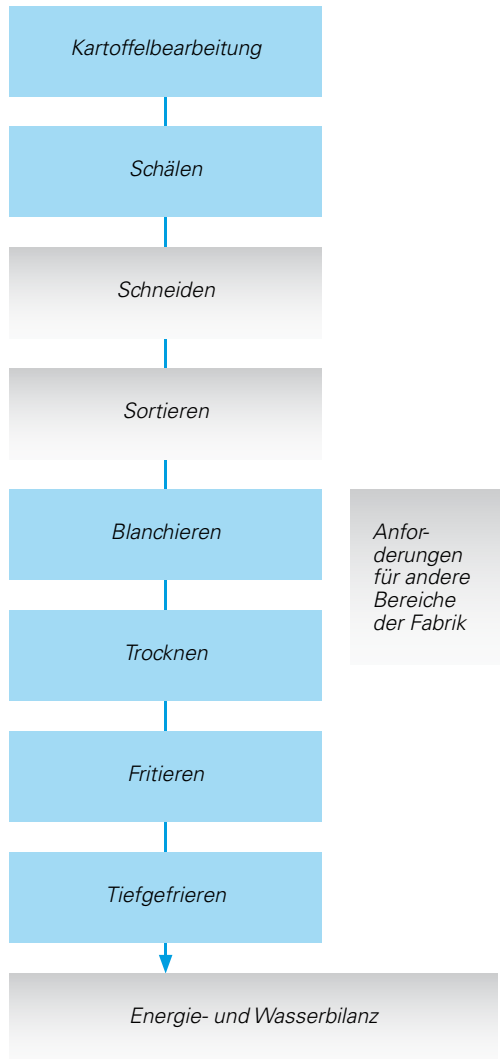 Kartoffelbearbeitung
Schälen
Schneiden
Sortieren
Blanchieren
Anfor-
derungen
für andere
Bereiche
der Fabrik
Trocknen
Fritieren
Tiefgefrieren
Energie- und Wasserbilanz